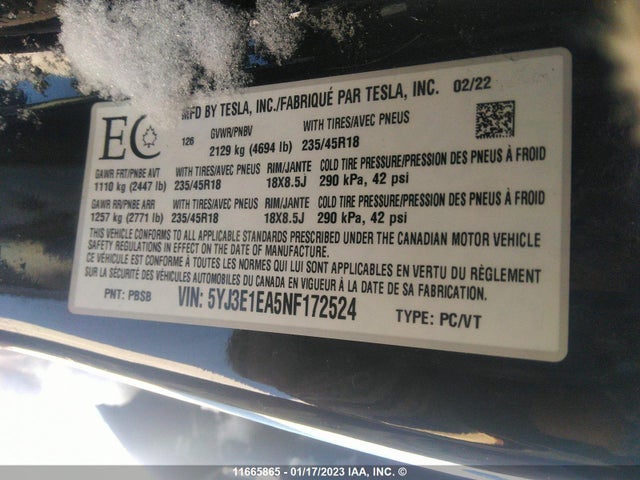 MFD BY TESLA, INC./FABRIQUÉ PAR TESLA, INC. 02/22
EC
126
GVWR/PNBV
2129 kg (4694 lb)
WITH TIRES/AVEC PNEUS
235/45R18
GAWR FRT/PNBE AVT WITH TIRES/AVEC PNEUS RIM/JANTE COLD TIRE PRESSURE/PRESSION DES PNEUS À FROID
1110 kg (2447 lb) 235/45R18 18X8.5J 290 kPa, 42 psi
GAWR RR/PNBE ARR WITH TIRES/AVEC PNEUS RIM/JANTE COLD TIRE PRESSURE/PRESSION DES PNEUS À FROID
1257 kg (2771 lb) 235/45R18 18X8.5J 290 kPa, 42 psi
THIS VEHICLE CONFORMS TO ALL APPLICABLE STANDARDS PRESCRIBED UNDER THE CANADIAN MOTOR VEHICLE
SAFETY REGULATIONS IN EFFECT ON THE DATE OF MANUFACTURE.
CE VÉHICULE EST CONFORME À TOUTES LES NORMES QUI LUI SONT APPLICABLES EN VERTU DU RÈGLEMENT
SUR LA SÉCURITÉ DES VÉHICULES AUTOMOBILES DU CANADA EN VIGUEUR À LA DATE DE SA FABRICATION.
PNT: PBSB VIN: 5YJ3E1EA5NF172524 TYPE: PC/VT
11665865 - 01/17/2023 IAA, INC. ©